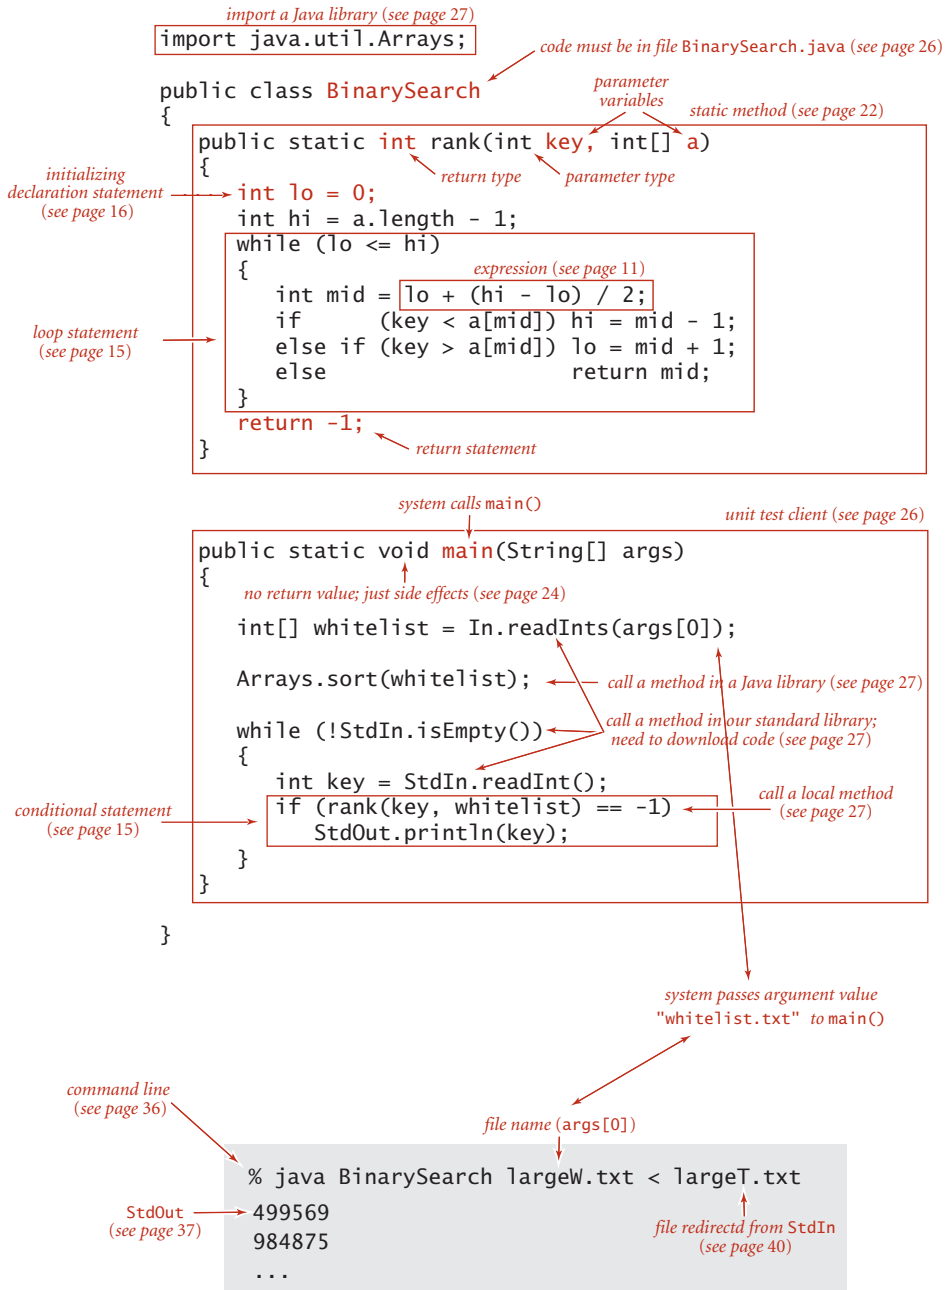 import a Java library (see page 27)
import java.util.Arrays;
code must be in file BinarySearch.java (see page 26)
public class BinarySearch
parameter
variables
{
static method (see page 22)
public static int rank(int key, int[] a)
{
return type
parameter type
initializing
declaration statement
(see page 16)
int lo = 0;
int hi = a.length - 1;
while (lo <= hi)
{
expression (see page 11)
int mid = lo + (hi - lo) / 2;
if (key < a[mid]) hi = mid - 1;
else if (key > a[mid]) lo = mid + 1;
else return mid;
}
loop statement
(see page 15)
return -1;
return statement
}
system calls main()
unit test client (see page 26)
public static void main(String[] args)
{
no return value; just side effects (see page 24)
int[] whitelist = In.readInts(args[0]);
Arrays.sort(whitelist);
call a method in a Java library (see page 27)
while (!StdIn.isEmpty())
call a method in our standard library;
need to download code (see page 27)
{
int key = StdIn.readInt();
if (rank(key, whitelist) == -1)
StdOut.println(key);
call a local method
(see page 27)
conditional statement
(see page 15)
}
}
}
system passes argument value
"whitelist.txt" to main()
command line
(see page 36)
file name (args[0])
% java BinarySearch largeW.txt < largeT.txt
StdOut
(see page 37)
499569
984875
...
file redirectd from StdIn
(see page 40)